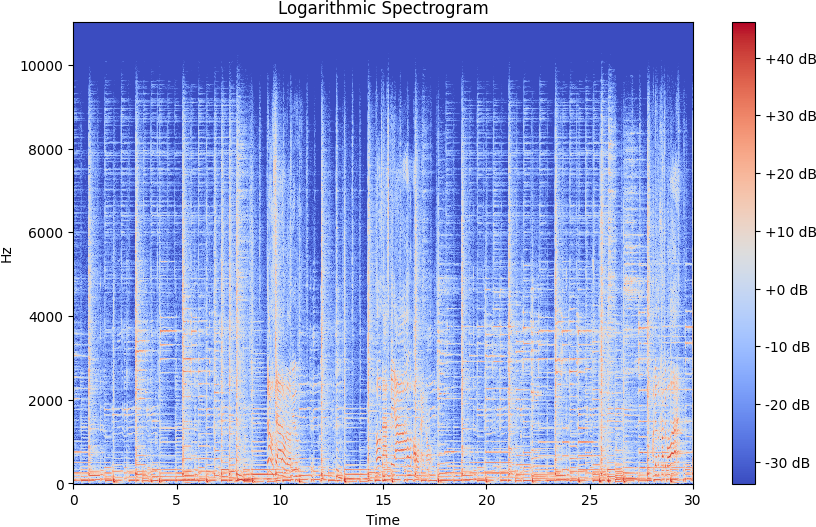 Logarithmic Spectrogram
10000
8000
6000
4000
2000
0
Hz
0 5 10 15 20 25 30
Time
+40 dB
+30 dB
+20 dB
+10 dB
+0 dB
-10 dB
-20 dB
-30 dB